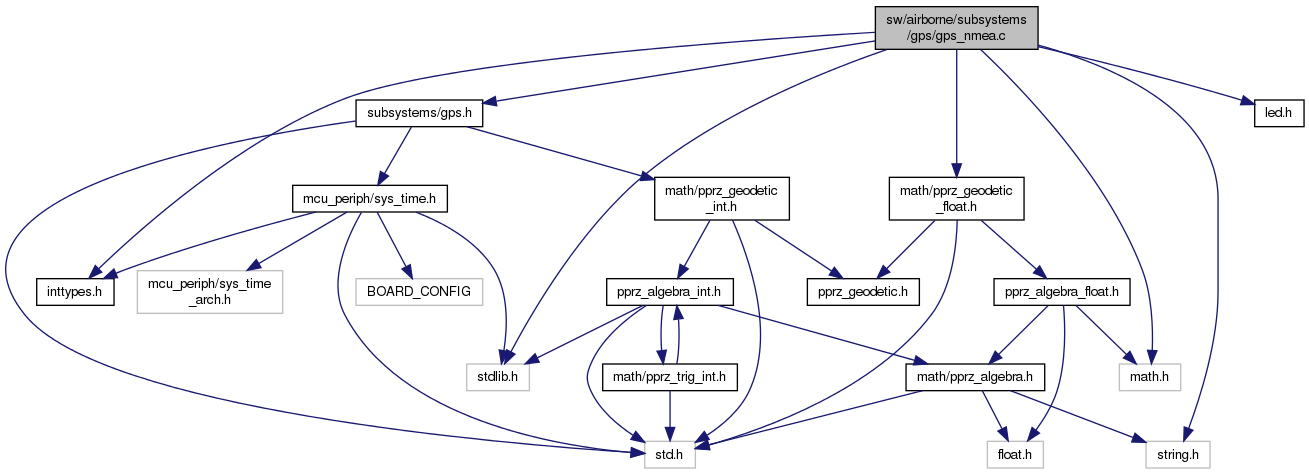 sw/airborne/subsystems
/gps/gps_nmea.c
subsystems/gps.h
led.h
mcu_periph/sys_time.h
math/pprz_geodetic
_int.h
math/pprz_geodetic
_float.h
inttypes.h
mcu_periph/sys_time
_arch.h
BOARD_CONFIG
pprz_algebra_int.h
pprz_geodetic.h
pprz_algebra_float.h
stdlib.h
math/pprz_trig_int.h
math/pprz_algebra.h
math.h
std.h
float.h
string.h